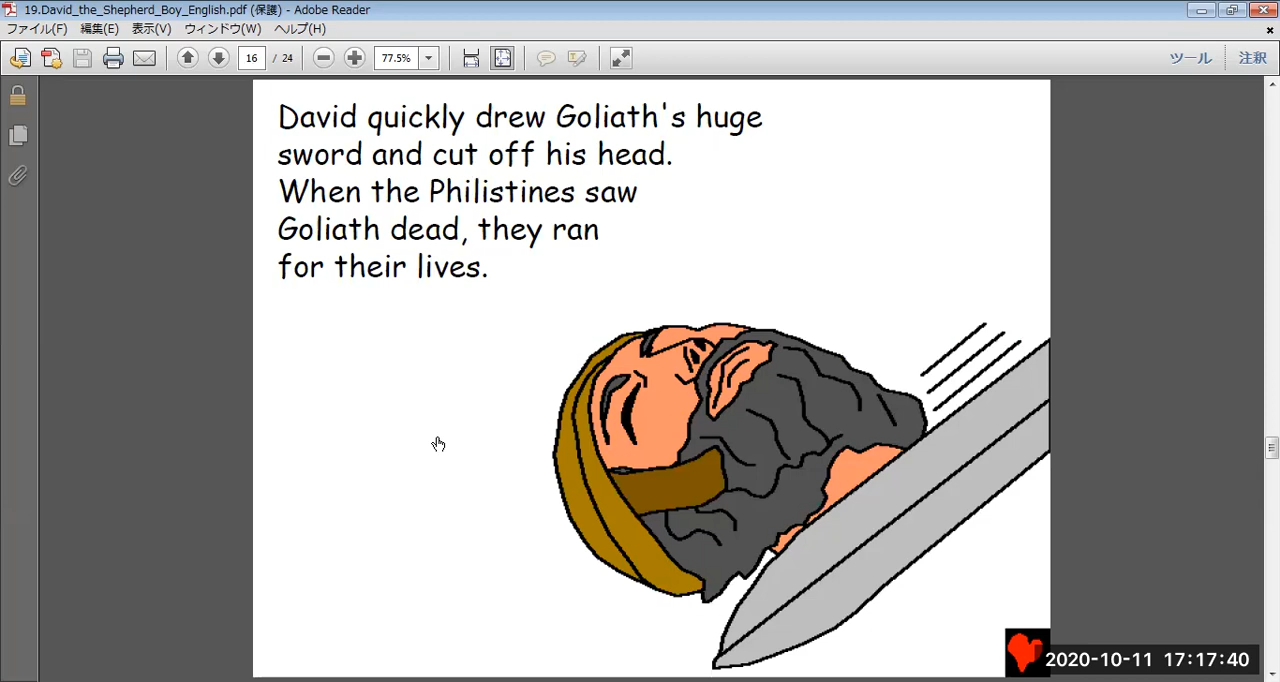 19.David_the_Shepherd_Boy_English.pdf (保護) - Adobe Reader
ファイル(F) 編集(E) 表示(V) ウィンドウ(W) ヘルプ(H)
16 / 24 77.5% ツール 注釈
David quickly drew Goliath's huge
sword and cut off his head.
When the Philistines saw
Goliath dead, they ran
for their lives.
2020-10-11 17:17:40